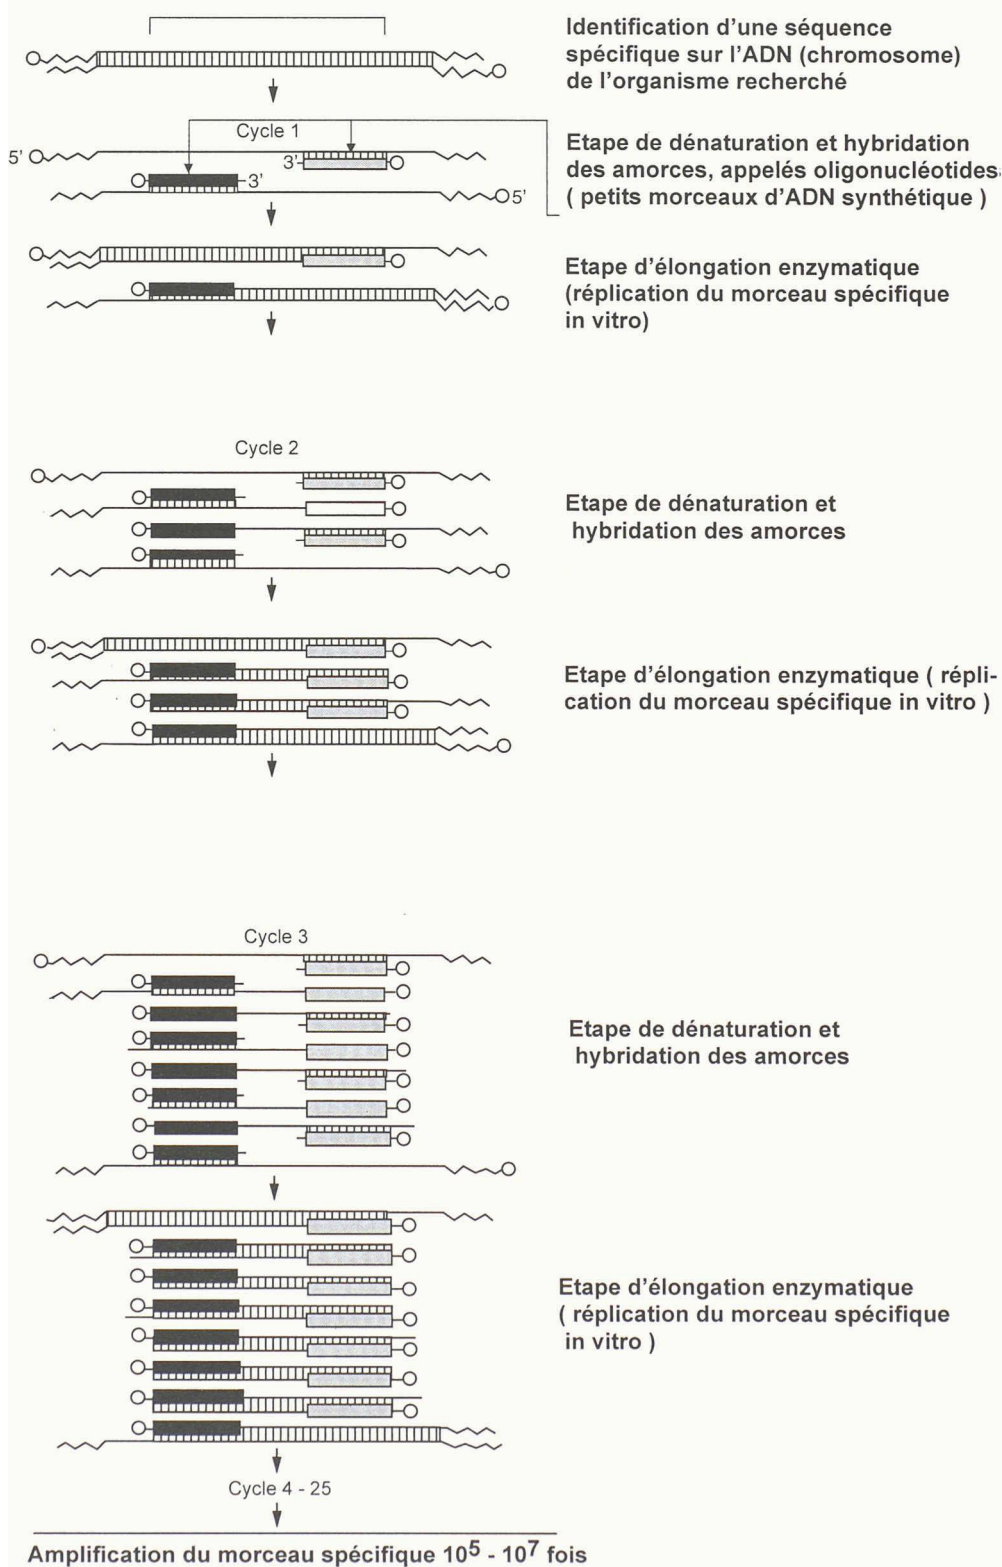 Identification d'une séquence
spécifique sur l'ADN (chromosome)
de l'organisme recherché
Cycle 1
5'
3'
3'
5'
Etape de dénaturation et hybridation
des amorces, appelés oligonucléotides
( petits morceaux d'ADN synthétique )
Etape d'élongation enzymatique
(réplication du morceau spécifique
in vitro)
Cycle 2
Etape de dénaturation et
hybridation des amorces
Etape d'élongation enzymatique ( répli-
cation du morceau spécifique in vitro )
Cycle 3
Etape de dénaturation et
hybridation des amorces
Etape d'élongation enzymatique
( réplication du morceau spécifique
in vitro )
Cycle 4 - 25
Amplification du morceau spécifique 10⁵ - 10⁷ fois